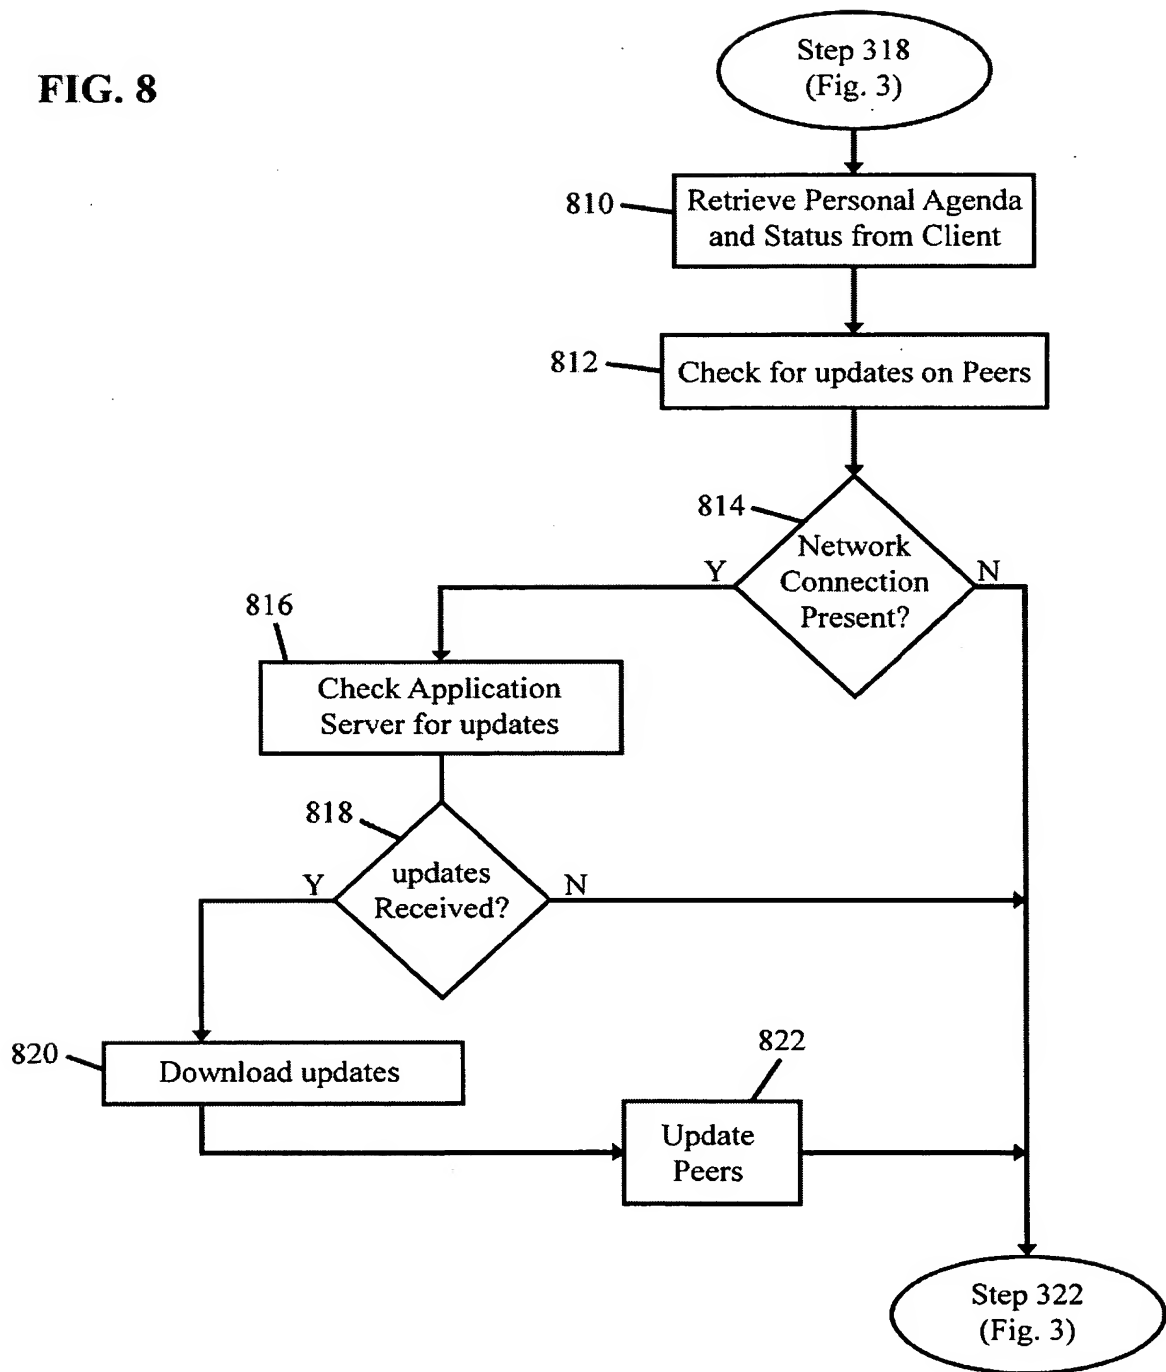 FIG. 8
Step 318
(Fig. 3)
810
Retrieve Personal Agenda
and Status from Client
812
Check for updates on Peers
814
Network
Connection
Present?
Y
N
816
Check Application
Server for updates
818
updates
Received?
Y
N
820
Download updates
822
Update
Peers
Step 322
(Fig. 3)